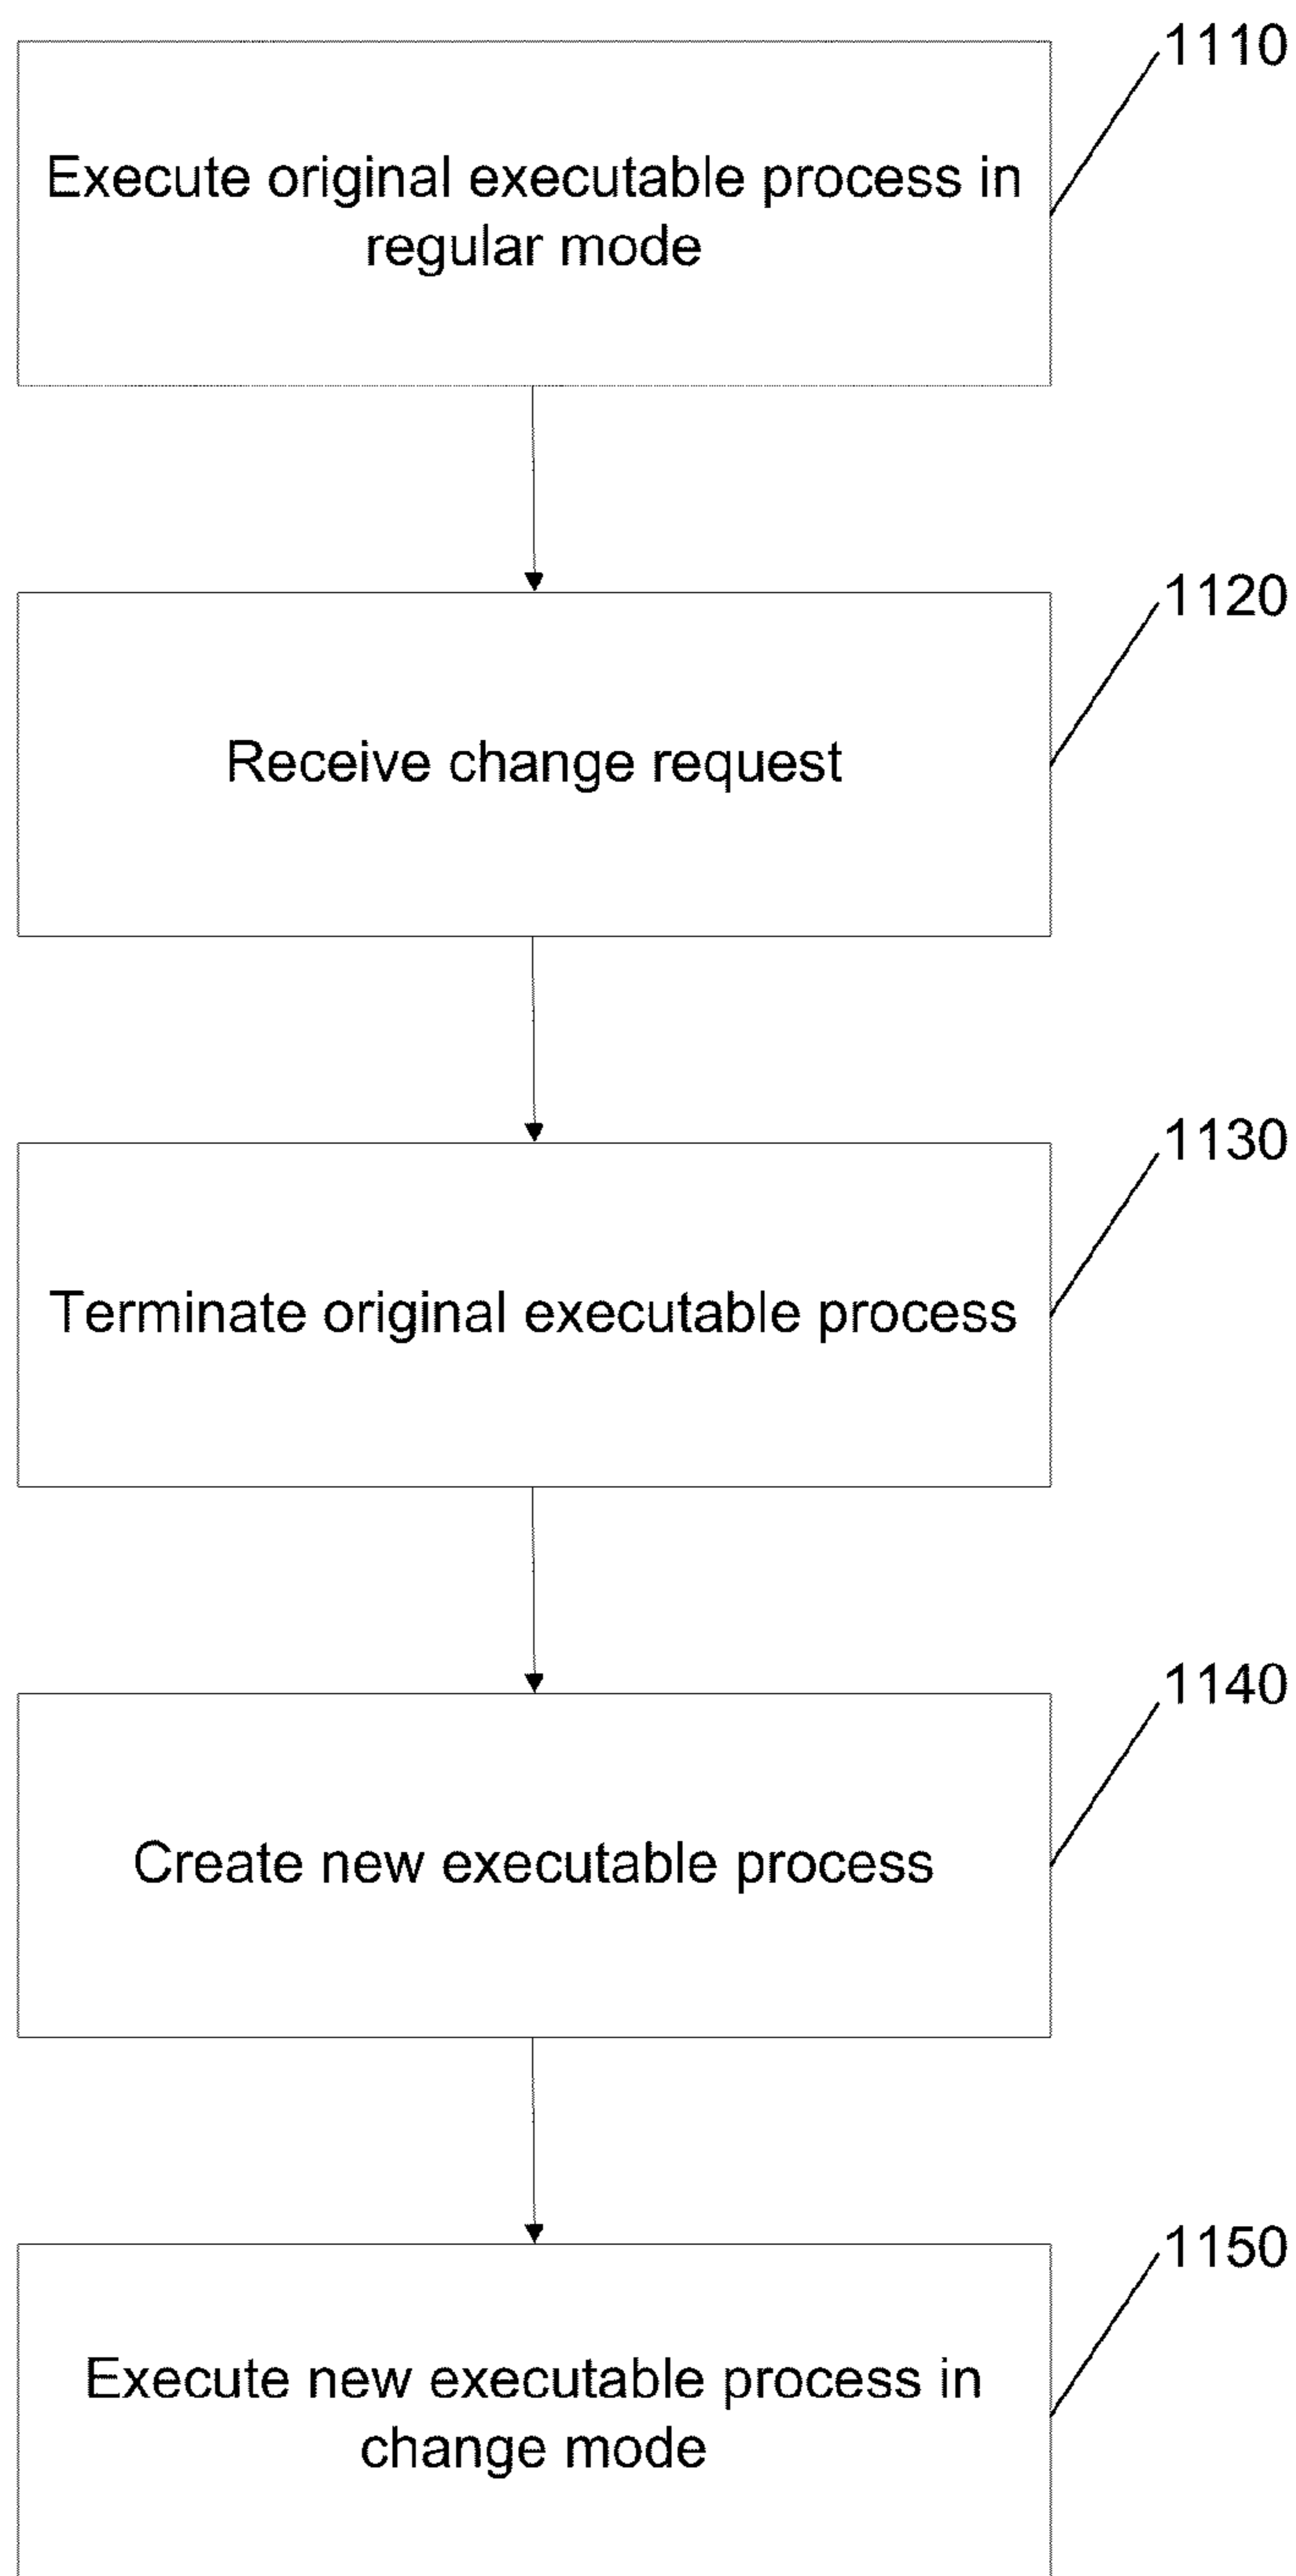 1110
Execute original executable process in
regular mode
1120
Receive change request
1130
Terminate original executable process
1140
Create new executable process
1150
Execute new executable process in
change mode